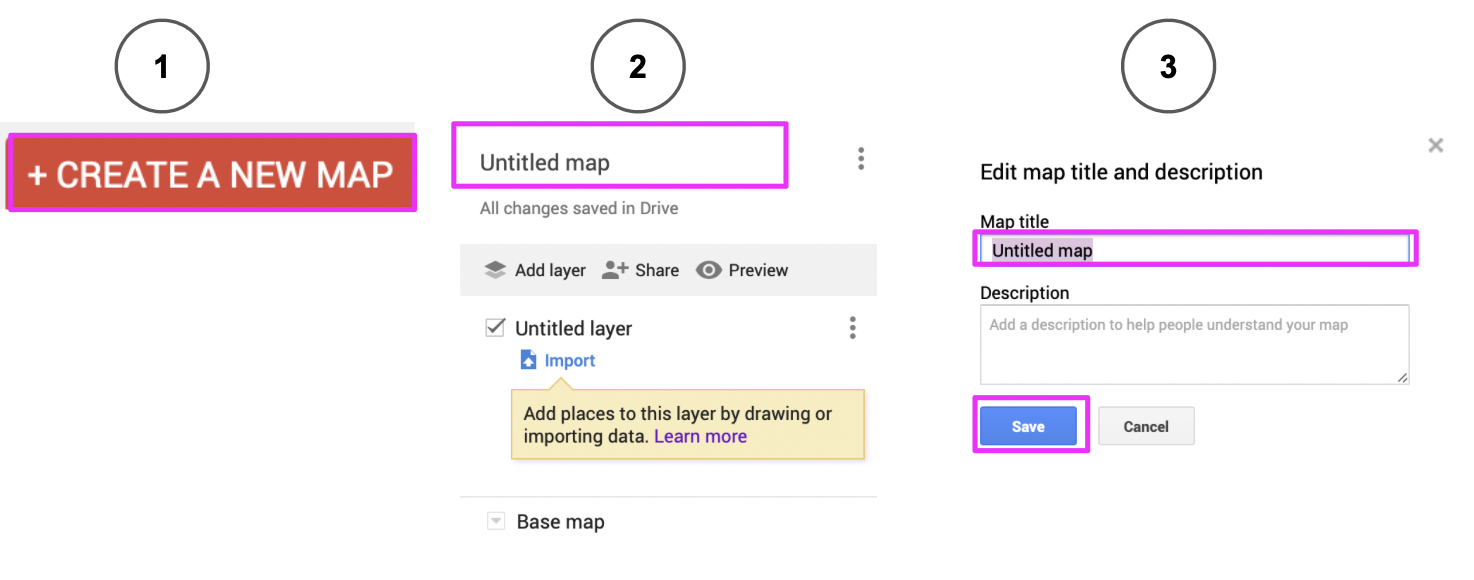 1
+ CREATE A NEW MAP
2
Untitled map
All changes saved in Drive
Add layer Share Preview
Untitled layer
Import
Add places to this layer by drawing or
importing data. Learn more
Base map
3
Edit map title and description
Map title
Untitled map
Description
Add a description to help people understand your map
Save Cancel